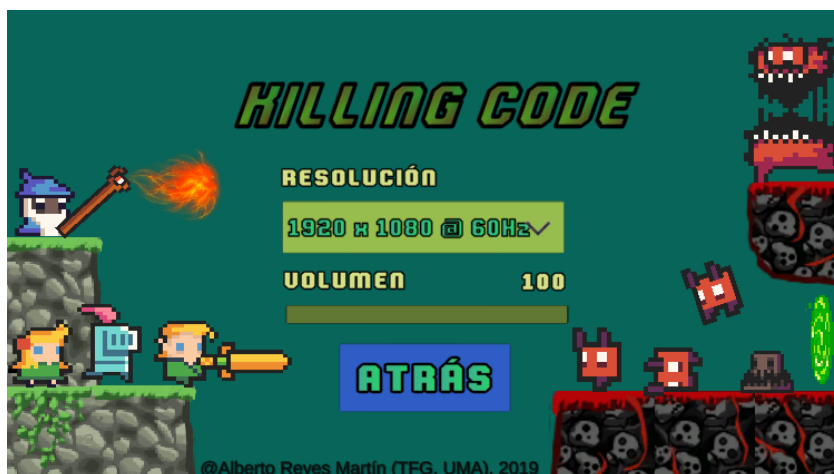 KILLING CODE
RESOLUCIÓN
1920 x 1080 @ 60Hz
VOLUMEN 100
ATRÁS
@Alberto Reyes Martín (TFG, UMA), 2019